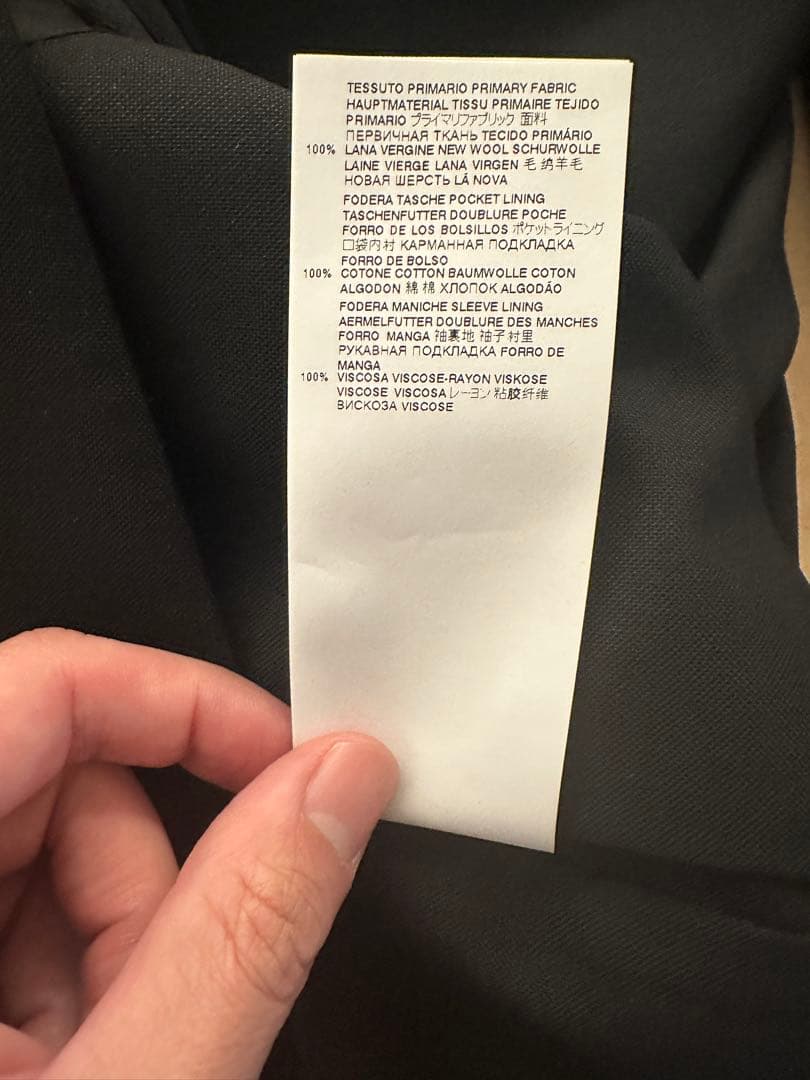 TESSUTO PRIMARIO PRIMARY FABRIC
HAUPTMATERIAL TISSU PRIMAIRE TEJIDO
PRIMARIO プライマリファブリック 面料
ПЕРВИЧНАЯ ТКАНЬ TECIDO PRIMÁRIO
100% LANA VERGINE NEW WOOL SCHURWOLLE
LAINE VIERGE LANA VIRGEN 毛 绵羊毛
НОВАЯ ШЕРСТЬ LÃ NOVA
FODERA TASCHE POCKET LINING
TASCHENFUTTER DOUBLURE POCHE
FORRO DE LOS BOLSILLOS ポケットライニング
口袋内村 КАРМАННАЯ ПОДКЛАДКА
FORRO DE BOLSO
100% COTONE COTTON BAUMWOLLE COTON
ALGODON 綿 棉 ХЛОПОК ALGODÃO
FODERA MANICHE SLEEVE LINING
AERMELFUTTER DOUBLURE DES MANCHES
FORRO MANGA 袖裏地 袖子衬里
РУКАВНАЯ ПОДКЛАДКА FORRO DE
MANGA
100% VISCOSA VISCOSE-RAYON VISKOSE
VISCOSE VISCOSA レーヨン 粘胶纤维
ВИСКОЗА VISCOSE